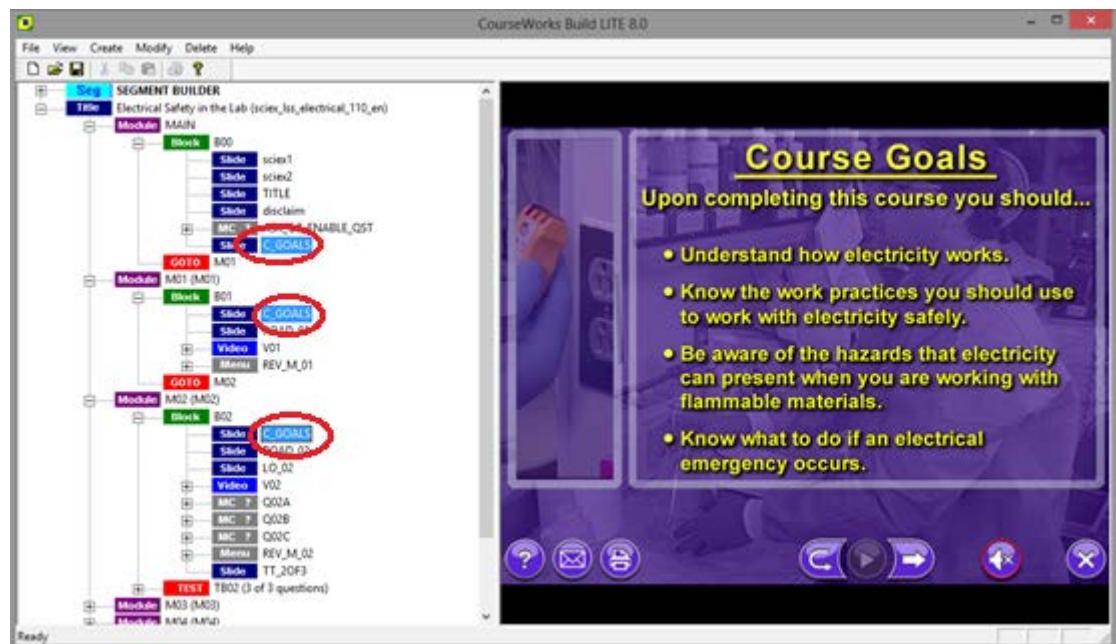 CourseWorks Build LITE 8.0
File View Create Modify Delete Help
Seg SEGMENT BUILDER
Title Electrical Safety in the Lab (sciex_lss_electrical_110_en)
Module MAIN
Block B00
Slide sciex1
Slide sciex2
Slide TITLE
Slide disclaim
MC ? ENABLE_QST
Slide C_GOALS
GOTO M01
Module M01 (M01)
Block B01
Slide C_GOALS
Slide
Video V01
Menu REV_M_01
GOTO M02
Module M02 (M02)
Block B02
Slide C_GOALS
Slide ROAD_02
Slide LO_02
Video V02
MC ? Q02A
MC ? Q02B
MC ? Q02C
Menu REV_M_02
Slide TT_2OF3
TEST TB02 (3 of 3 questions)
Module M03 (M03)
Module M04 (M04)
Ready
Course Goals
Upon completing this course you should...
• Understand how electricity works.
• Know the work practices you should use
to work with electricity safely.
• Be aware of the hazards that electricity
can present when you are working with
flammable materials.
• Know what to do if an electrical
emergency occurs.